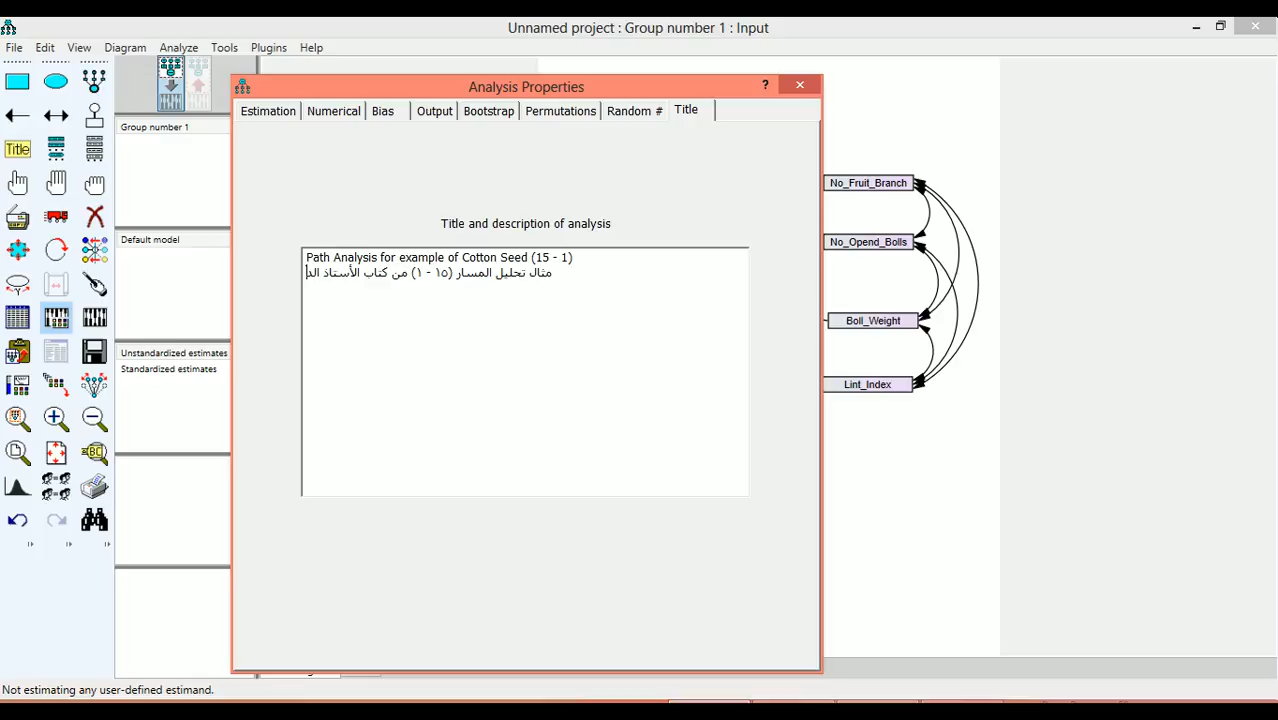 Unnamed project : Group number 1 : Input
File Edit View Diagram Analyze Tools Plugins Help
Analysis Properties
?
Estimation Numerical Bias Output Bootstrap Permutations Random # Title
Title
Group number 1
Default model
Unstandardized estimates
Standardized estimates
Title and description of analysis
Path Analysis for example of Cotton Seed (15 - 1)
مثال تحليل المسار (١٥ - ١) من كتاب الأستاذ الد
No_Fruit_Branch
No_Opend_Bolls
Boll_Weight
Lint_Index
BC
Not estimating any user-defined estimand.